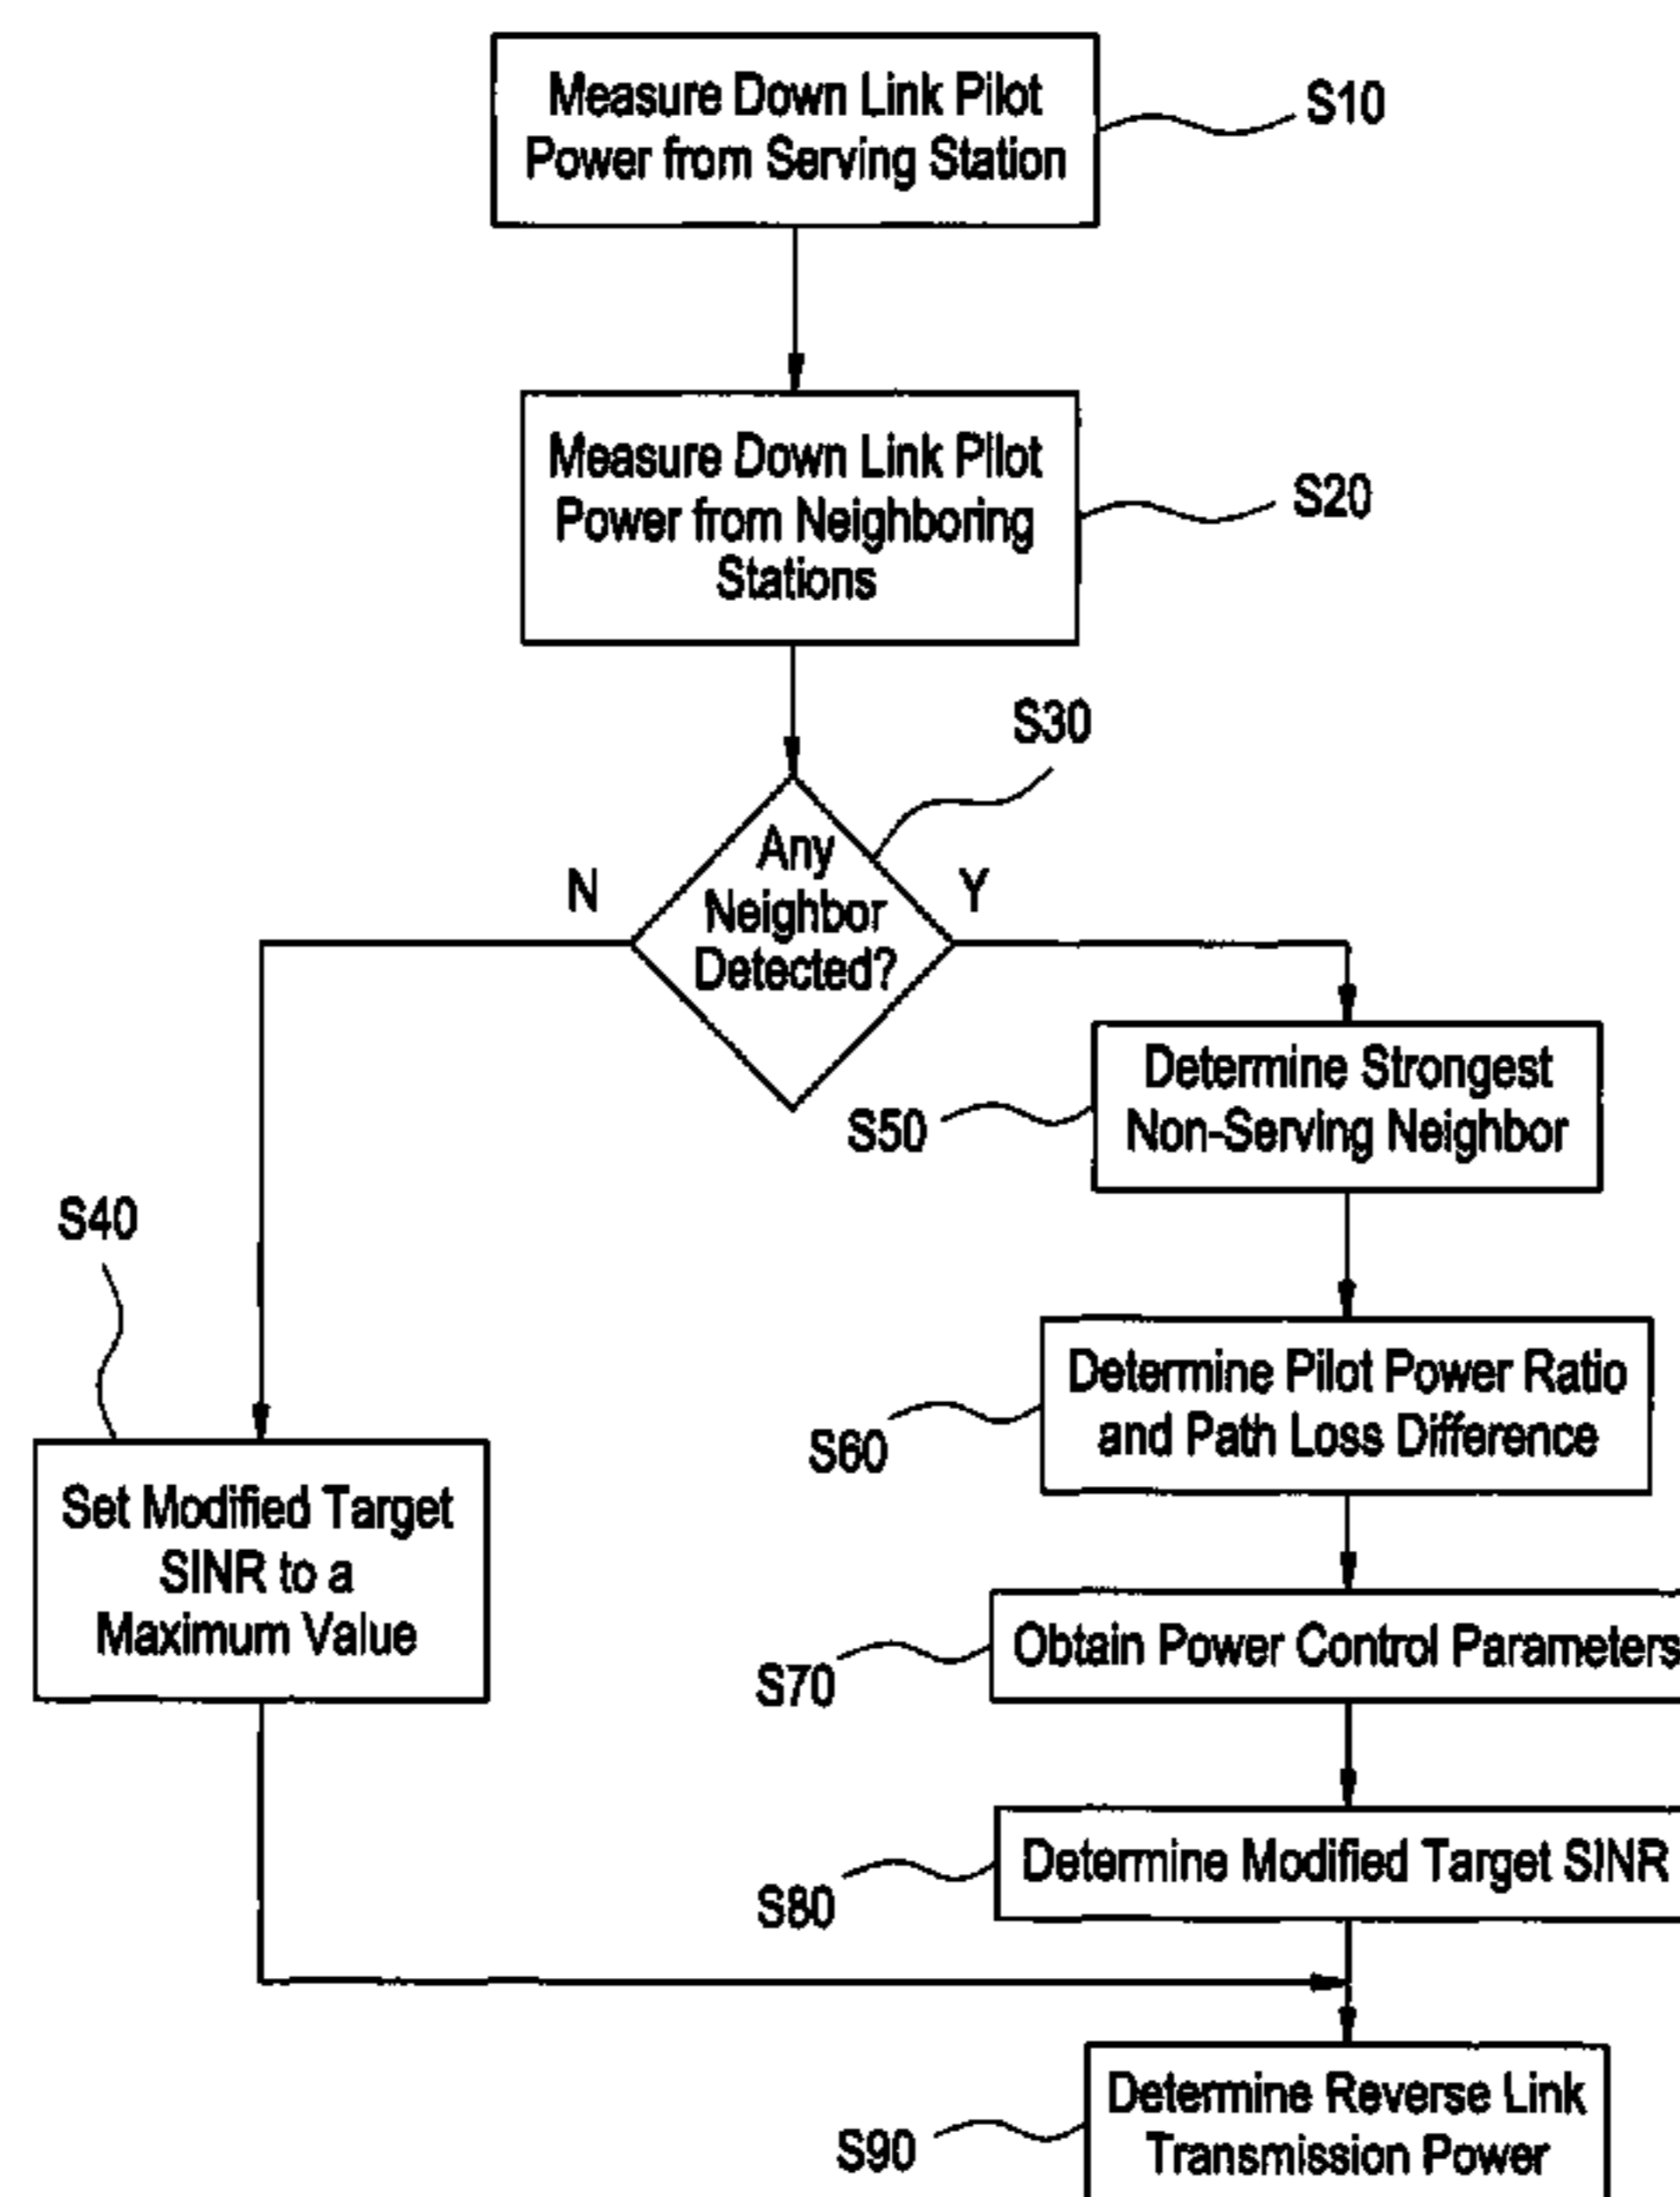 Measure Down Link Pilot
Power from Serving Station
S10
Measure Down Link Pilot
Power from Neighboring
Stations
S20
S30
Any
Neighbor
Detected?
N
Y
Determine Strongest
Non-Serving Neighbor
S50
S40
Determine Pilot Power Ratio
and Path Loss Difference
S60
Set Modified Target
SINR to a
Maximum Value
Obtain Power Control Parameters
S70
Determine Modified Target SINR
S80
Determine Reverse Link
Transmission Power
S90